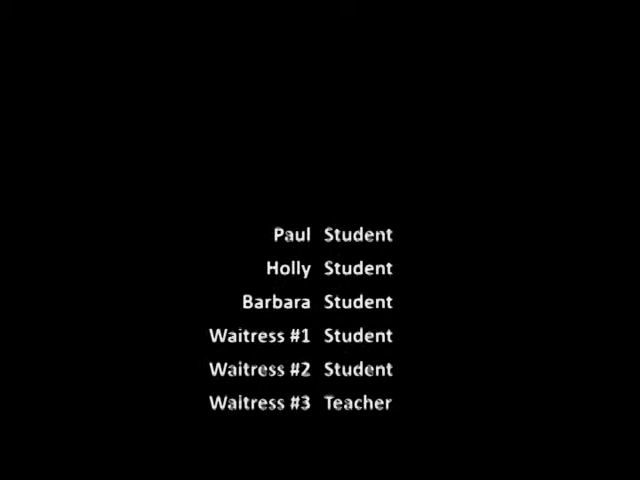 Paul Student
Holly Student
Barbara Student
Waitress #1 Student
Waitress #2 Student
Waitress #3 Teacher